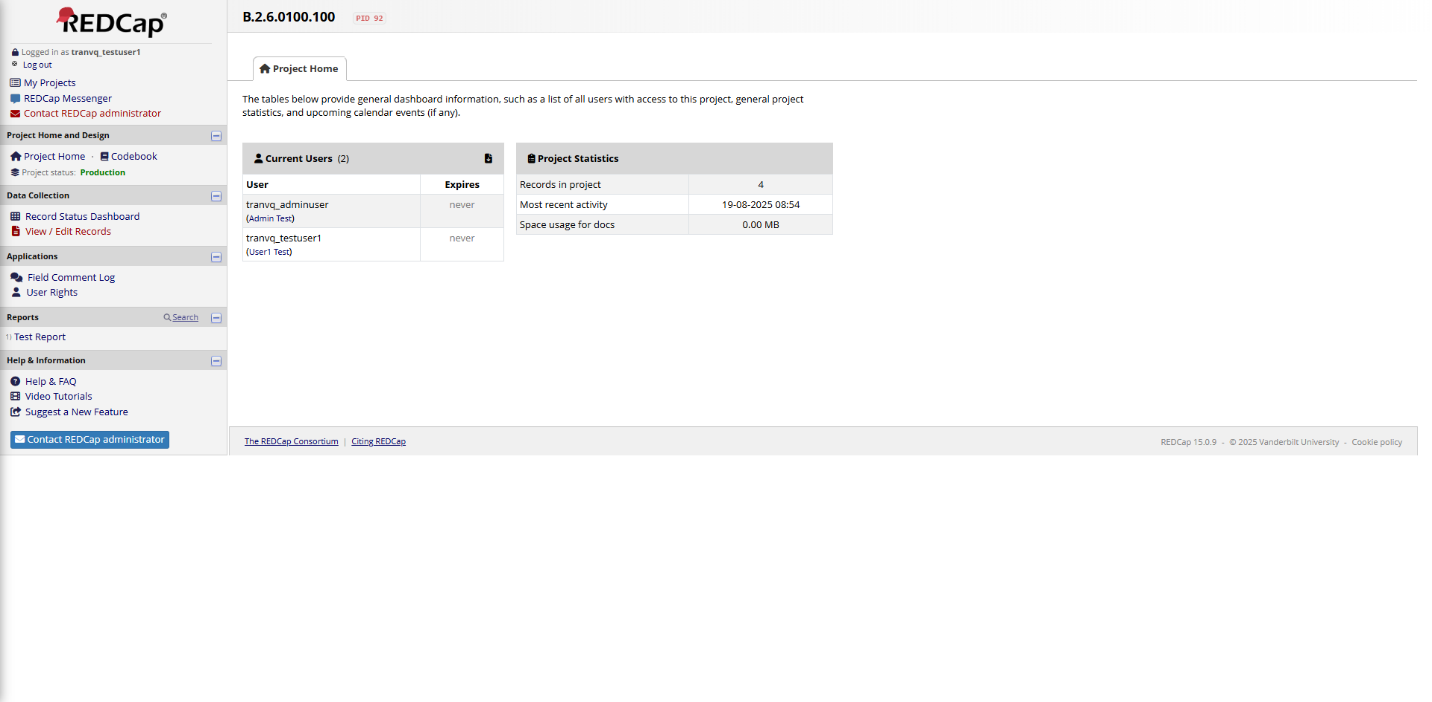 REDCap®
Logged in as tranvq_testuser1
Log out
My Projects
REDCap Messenger
Contact REDCap administrator
Project Home and Design
Project Home · Codebook
Project status: Production
Data Collection
Record Status Dashboard
View / Edit Records
Applications
Field Comment Log
User Rights
Reports Search
1) Test Report
Help & Information
Help & FAQ
Video Tutorials
Suggest a New Feature
Contact REDCap administrator
B.2.6.0100.100 PID 92
Project Home
The tables below provide general dashboard information, such as a list of all users with access to this project, general project
statistics, and upcoming calendar events (if any).
Current Users (2)
User Expires
tranvq_adminuser never
(Admin Test)
tranvq_testuser1 never
(User1 Test)
Project Statistics
Records in project 4
Most recent activity 19-08-2025 08:54
Space usage for docs 0.00 MB
The REDCap Consortium | Citing REDCap
REDCap 15.0.9 - © 2025 Vanderbilt University - Cookie policy